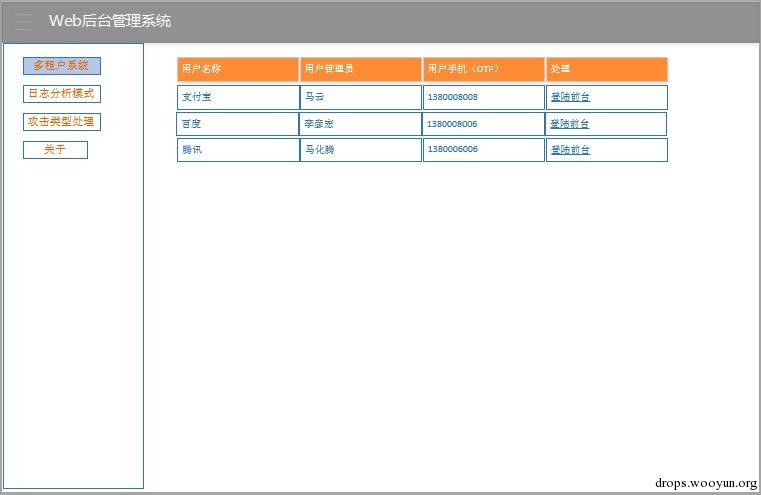 Web后台管理系统
多租户系统
日志分析模式
攻击类型处理
关于
用户名称 用户管理员 用户手机（OTP） 处理
支付宝 马云 1380008008 登陆前台
百度 李彦宏 1380008006 登陆前台
腾讯 马化腾 1380006006 登陆前台
drops.wooyun.org